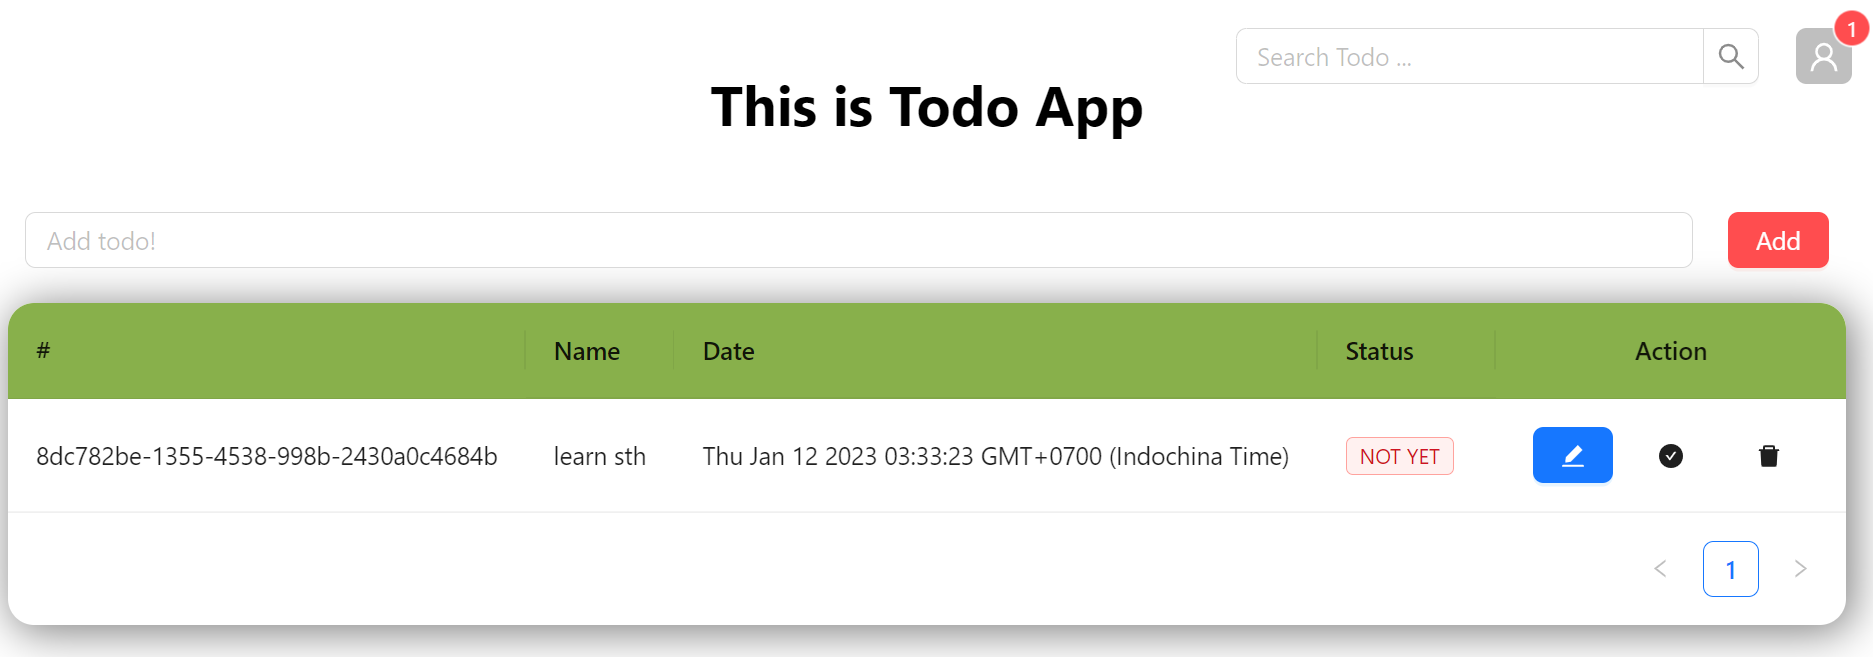 Search Todo ...
1
This is Todo App
Add todo!
Add
# Name Date Status Action
8dc782be-1355-4538-998b-2430a0c4684b learn sth Thu Jan 12 2023 03:33:23 GMT+0700 (Indochina Time) NOT YET
1